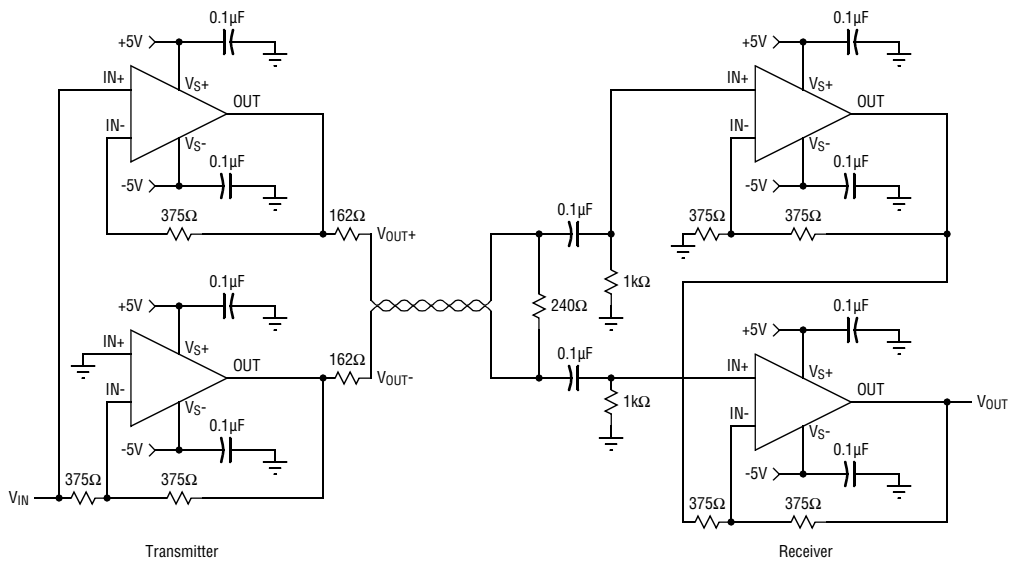 0.1µF
+5V
IN+
VS+
OUT
IN-
VS-
0.1µF
-5V
375Ω
162Ω
VOUT+
0.1µF
+5V
IN+
VS+
OUT
162Ω
VOUT-
IN-
VS-
0.1µF
-5V
375Ω
375Ω
VIN
Transmitter
0.1µF
1kΩ
240Ω
0.1µF
1kΩ
0.1µF
+5V
IN+
VS+
OUT
IN-
VS-
0.1µF
-5V
375Ω
375Ω
0.1µF
+5V
IN+
VS+
OUT
VOUT
IN-
VS-
0.1µF
-5V
375Ω
375Ω
Receiver